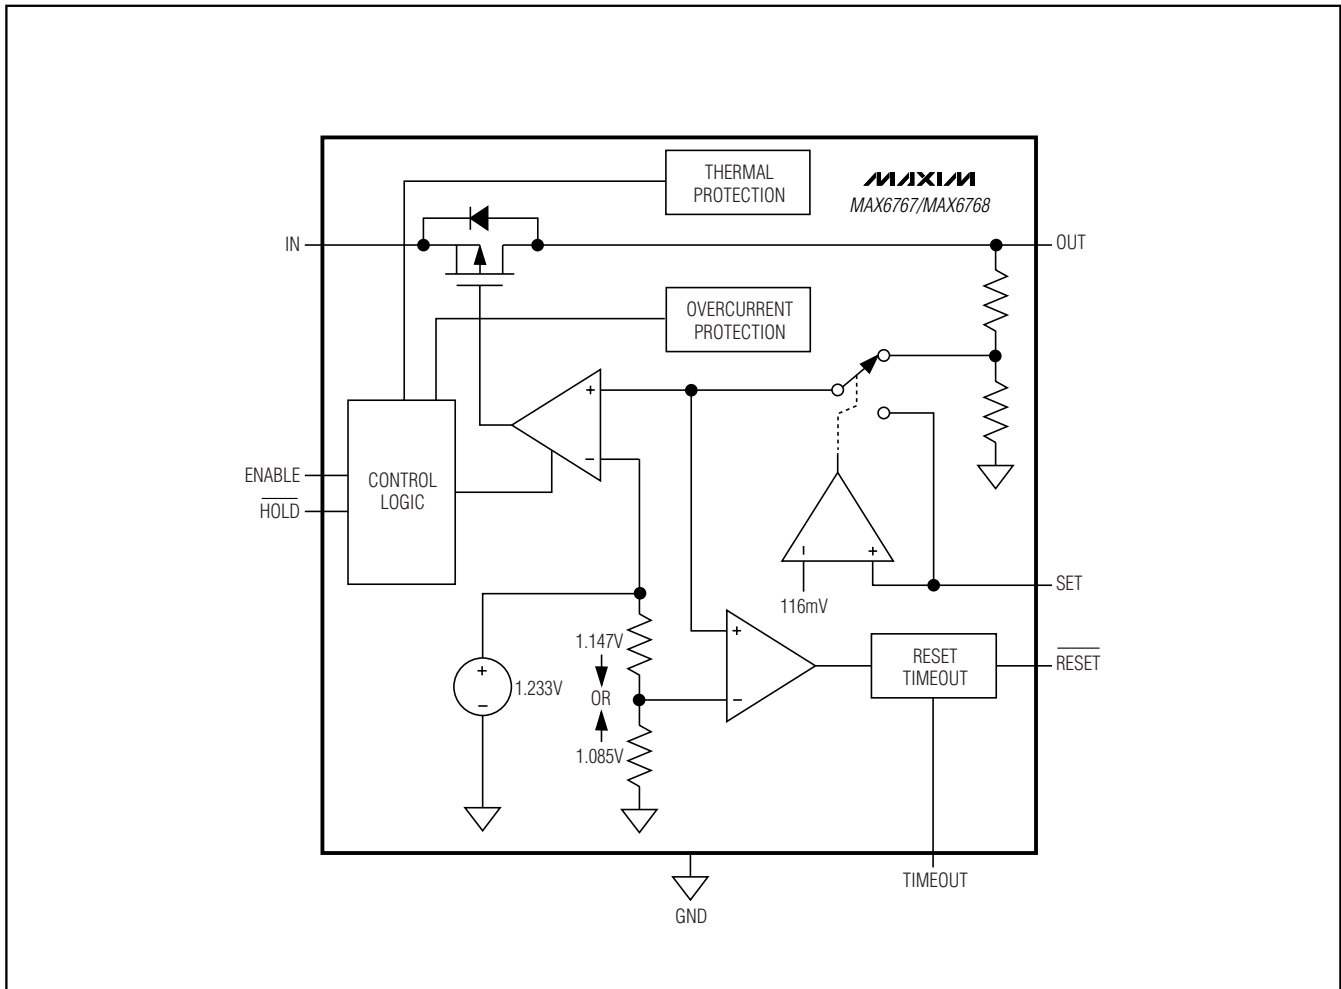 THERMAL
PROTECTION
MAXIM
MAX6767/MAX6768
IN
OUT
OVERCURRENT
PROTECTION
+
−
ENABLE
HOLD
CONTROL
LOGIC
−
+
116mV
SET
1.147V
OR
1.085V
+
−
1.233V
+
−
RESET
TIMEOUT
RESET
TIMEOUT
GND